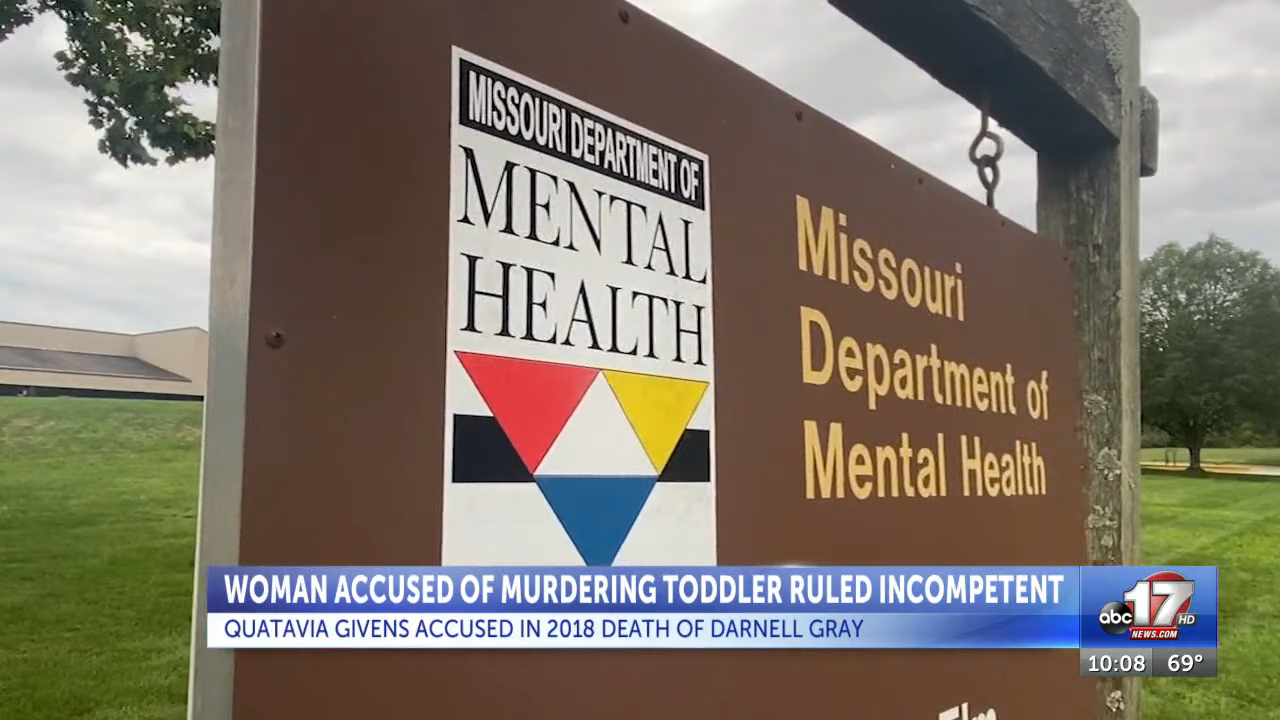 MISSOURI DEPARTMENT OF
MENTAL
HEALTH
Missouri
Department of
Mental Health
WOMAN ACCUSED OF MURDERING TODDLER RULED INCOMPETENT
QUATAVIA GIVENS ACCUSED IN 2018 DEATH OF DARNELL GRAY
abc 17 HD
NEWS.COM
10:08 69°